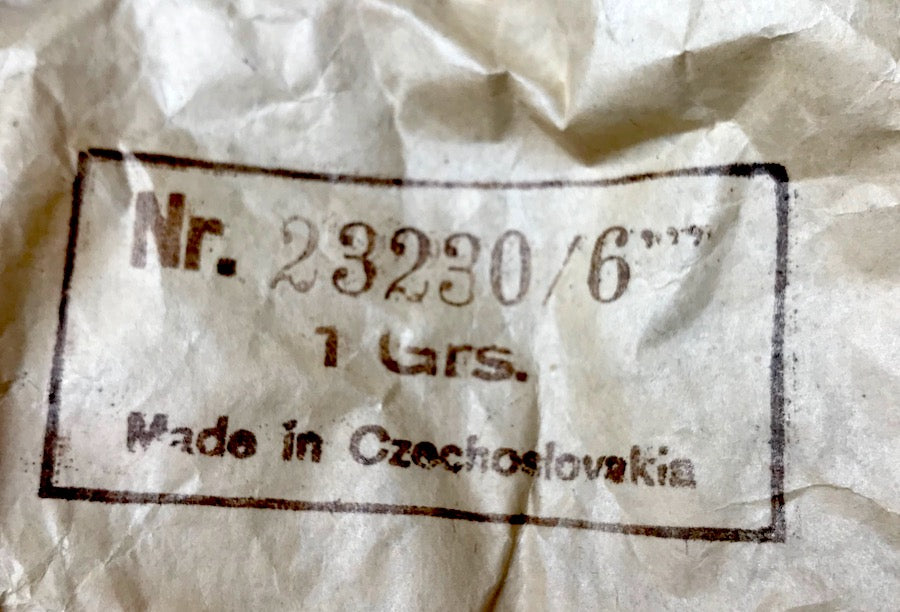 Nr. 23230/6""
1 Grs.
Made in Czechoslovakia